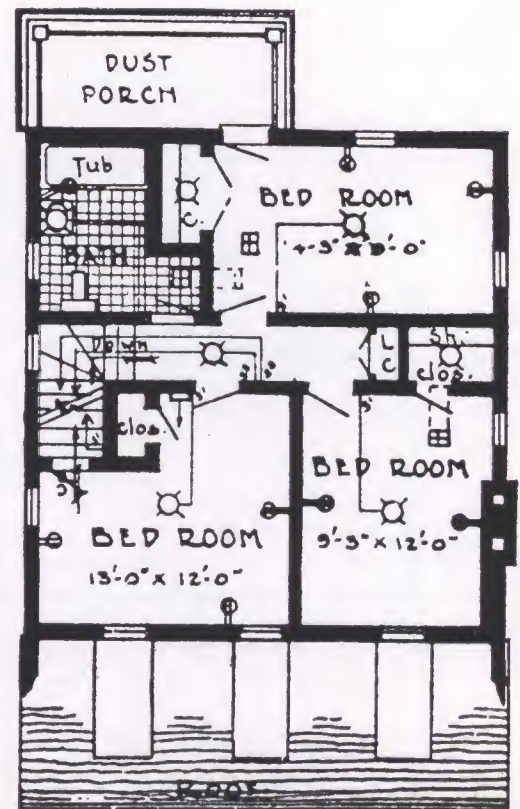 DUST
PORCH
Tub
BATH
C.
BED ROOM
L
C
Sh.
clos.
Down
clos.
BED ROOM
13'-0" x 12'-0"
BED ROOM
9'-3" x 12'-0"
ROOF